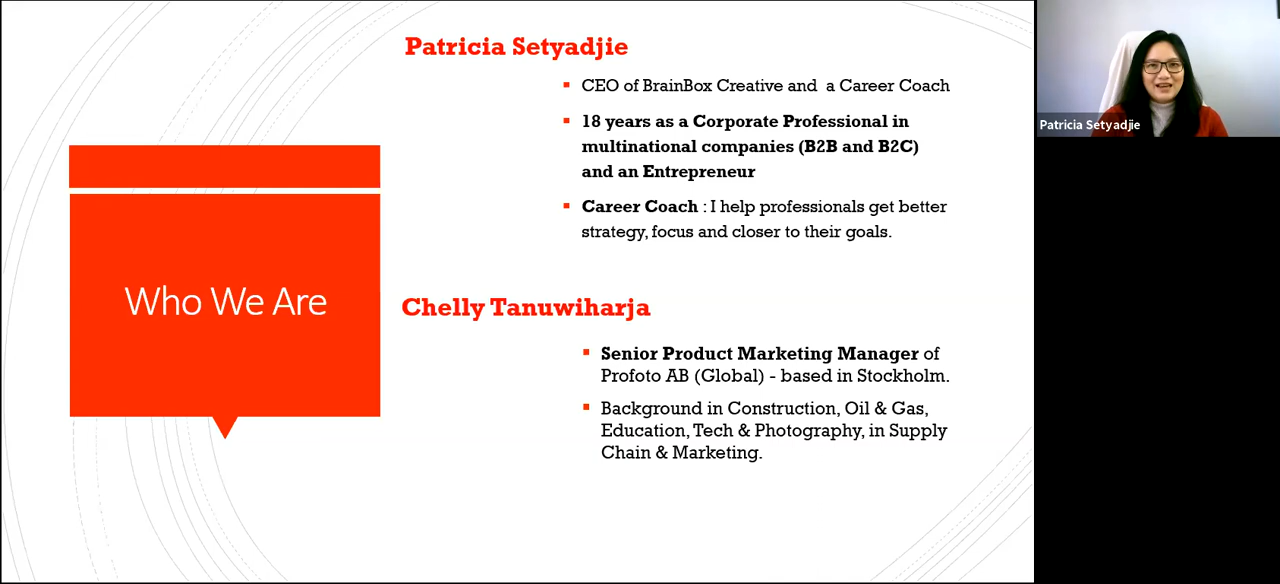 Patricia Setyadjie
CEO of BrainBox Creative and a Career Coach
18 years as a Corporate Professional in
multinational companies (B2B and B2C)
and an Entrepreneur
Career Coach : I help professionals get better
strategy, focus and closer to their goals.
Who We Are
Chelly Tanuwiharja
Senior Product Marketing Manager of
Profoto AB (Global) - based in Stockholm.
Background in Construction, Oil & Gas,
Education, Tech & Photography, in Supply
Chain & Marketing.
Patricia Setyadjie